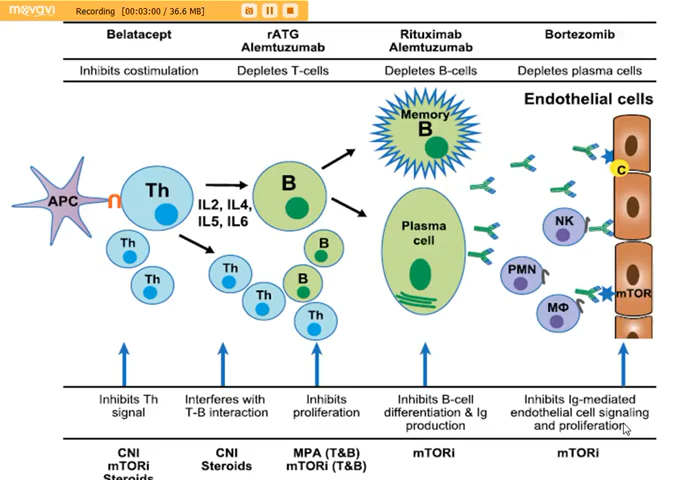 movavi Recording [00:03:00 / 36.6 MB]
Belatacept
rATG
Alemtuzumab
Rituximab
Alemtuzumab
Bortezomib
Inhibits costimulation
Depletes T-cells
Depletes B-cells
Depletes plasma cells
Endothelial cells
Memory
B
APC
n
Th
B
IL2, IL4,
IL5, IL6
Th
Th
Th
Th
B
B
Th
Plasma
cell
C
NK
PMN
MΦ
mTOR
Inhibits Th
signal
Interferes with
T-B interaction
Inhibits
proliferation
Inhibits B-cell
differentiation & Ig
production
Inhibits Ig-mediated
endothelial cell signaling
and proliferation
CNI
mTORi
Steroids
CNI
Steroids
MPA (T&B)
mTORi (T&B)
mTORi
mTORi